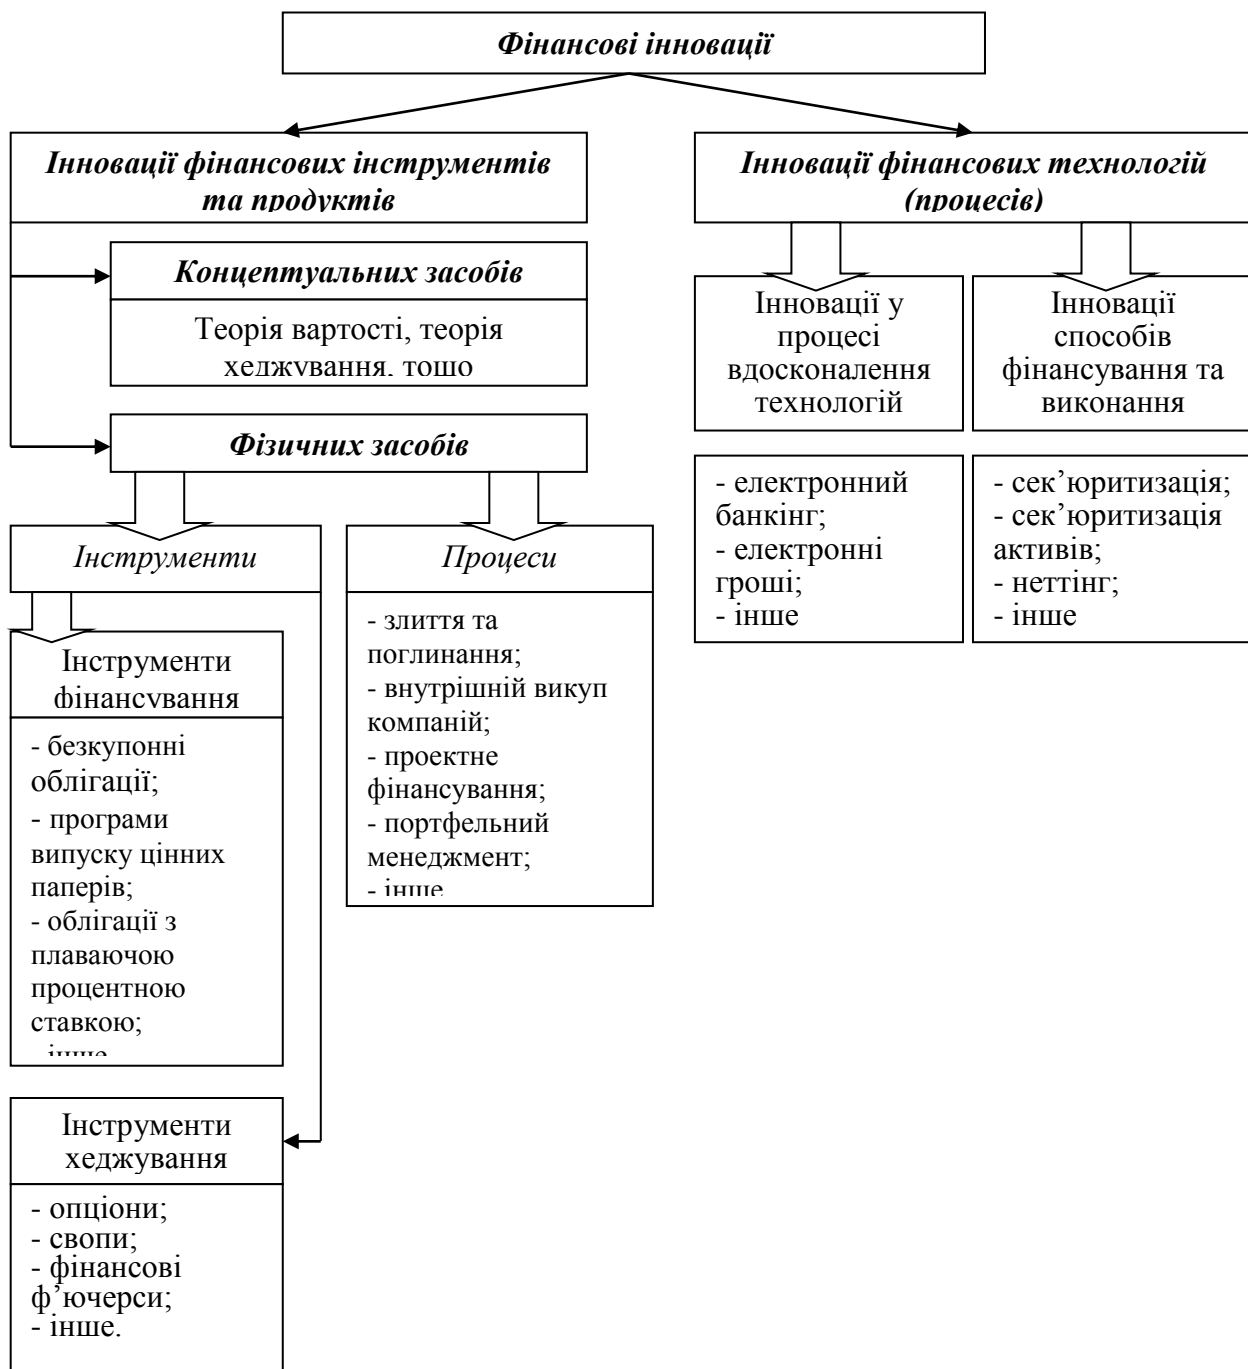 Фінансові інновації
Інновації фінансових інструментів
та продуктів
Концептуальних засобів
Теорія вартості, теорія
хеджування, тощо
Фізичних засобів
Інструменти
Інструменти
фінансування
- безкупонні
облігації;
- програми
випуску цінних
паперів;
- облігації з
плаваючою
процентною
ставкою;
- інше
Інструменти
хеджування
- опціони;
- свопи;
- фінансові
ф’ючерси;
- інше.
Процеси
- злиття та
поглинання;
- внутрішній викуп
компаній;
- проектне
фінансування;
- портфельний
менеджмент;
- інше
Інновації фінансових технологій
(процесів)
Інновації у
процесі
вдосконалення
технологій
- електронний
банкінг;
- електронні
гроші;
- інше
Інновації
способів
фінансування та
виконання
- сек’юритизація;
- сек’юритизація
активів;
- неттінг;
- інше